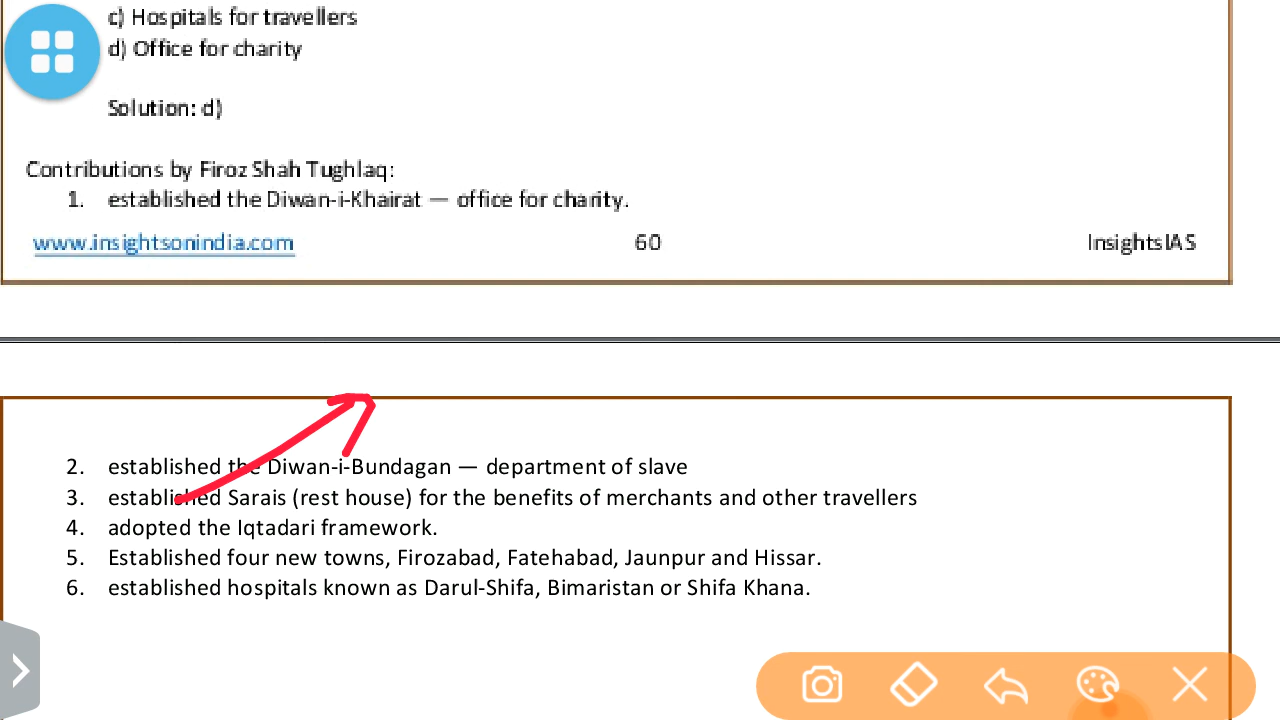 c) Hospitals for travellers
d) Office for charity
Solution: d)
Contributions by Firoz Shah Tughlaq:
1. established the Diwan-i-Khairat — office for charity.
www.insightsonindia.com 60 InsightsIAS
2. established the Diwan-i-Bundagan — department of slave
3. established Sarais (rest house) for the benefits of merchants and other travellers
4. adopted the Iqtadari framework.
5. Established four new towns, Firozabad, Fatehabad, Jaunpur and Hissar.
6. established hospitals known as Darul-Shifa, Bimaristan or Shifa Khana.